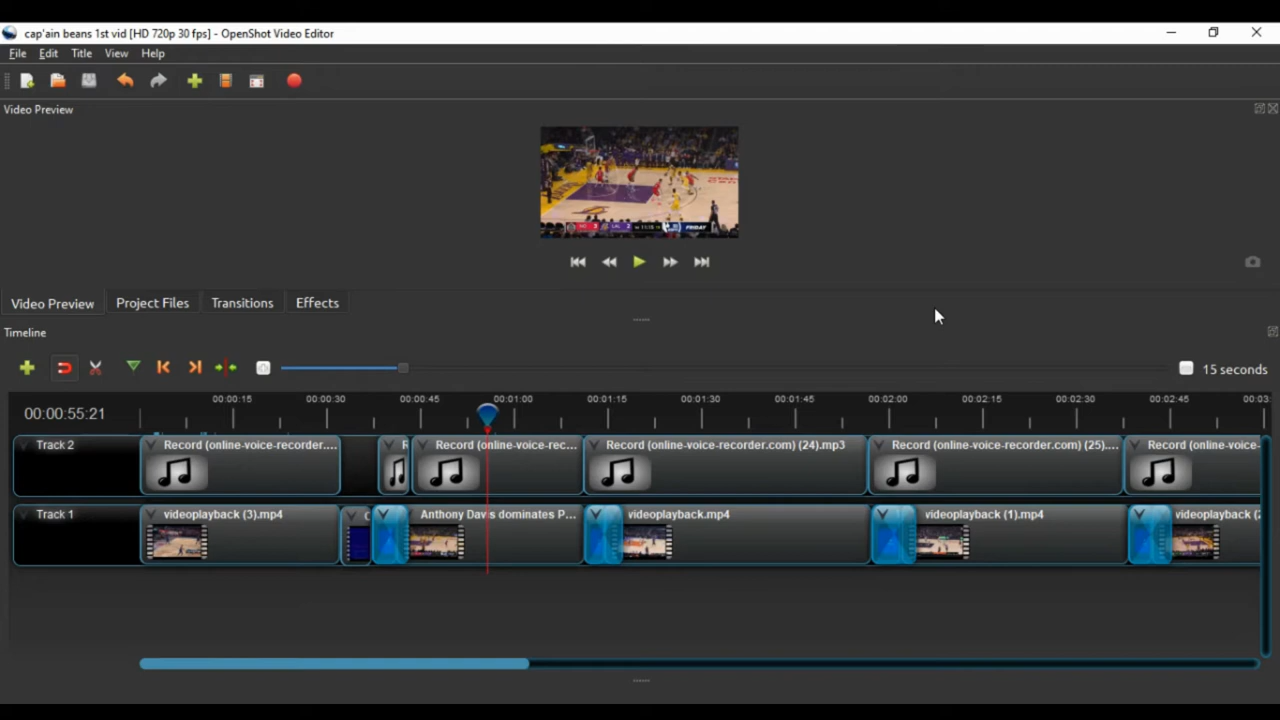 cap'ain beans 1st vid [HD 720p 30 fps] - OpenShot Video Editor
File Edit Title View Help
Video Preview
FRIDAY
Video Preview Project Files Transitions Effects
Timeline
15 seconds
00:00:55:21
00:00:15 00:00:30 00:00:45 00:01:00 00:01:15 00:01:30 00:01:45 00:02:00 00:02:15 00:02:30 00:02:45 00:03:
Track 2 Record (online-voice-recorder.... R Record (online-voice-rec... Record (online-voice-recorder.com) (24).mp3 Record (online-voice-recorder.com) (25).... Record (online-voice-
Track 1 videoplayback (3).mp4 Anthony Davis dominates P... videoplayback.mp4 videoplayback (1).mp4 videoplayback (2